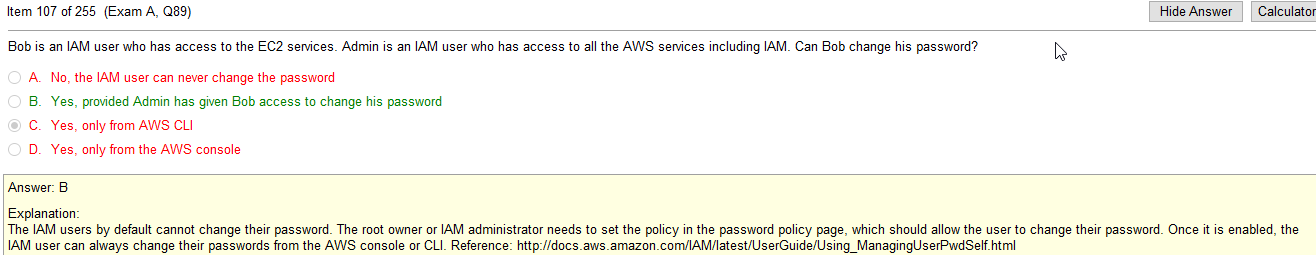 Item 107 of 255 (Exam A, Q89)
Hide Answer
Calculator
Bob is an IAM user who has access to the EC2 services. Admin is an IAM user who has access to all the AWS services including IAM. Can Bob change his password?
A. No, the IAM user can never change the password
B. Yes, provided Admin has given Bob access to change his password
C. Yes, only from AWS CLI
D. Yes, only from the AWS console
Answer: B
Explanation:
The IAM users by default cannot change their password. The root owner or IAM administrator needs to set the policy in the password policy page, which should allow the user to change their password. Once it is enabled, the
IAM user can always change their passwords from the AWS console or CLI. Reference: http://docs.aws.amazon.com/IAM/latest/UserGuide/Using_ManagingUserPwdSelf.html